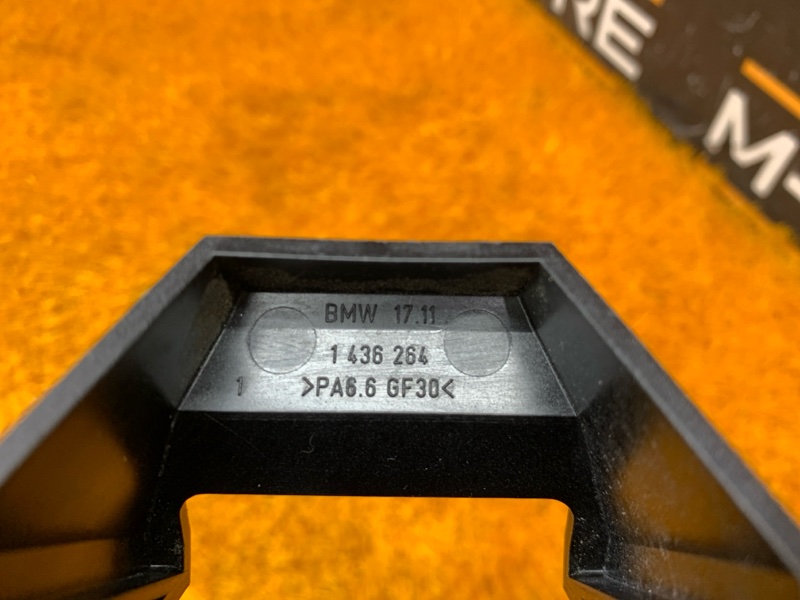 RE
M-
BMW 17.11
1 436 264
1 >PA6.6 GF30<